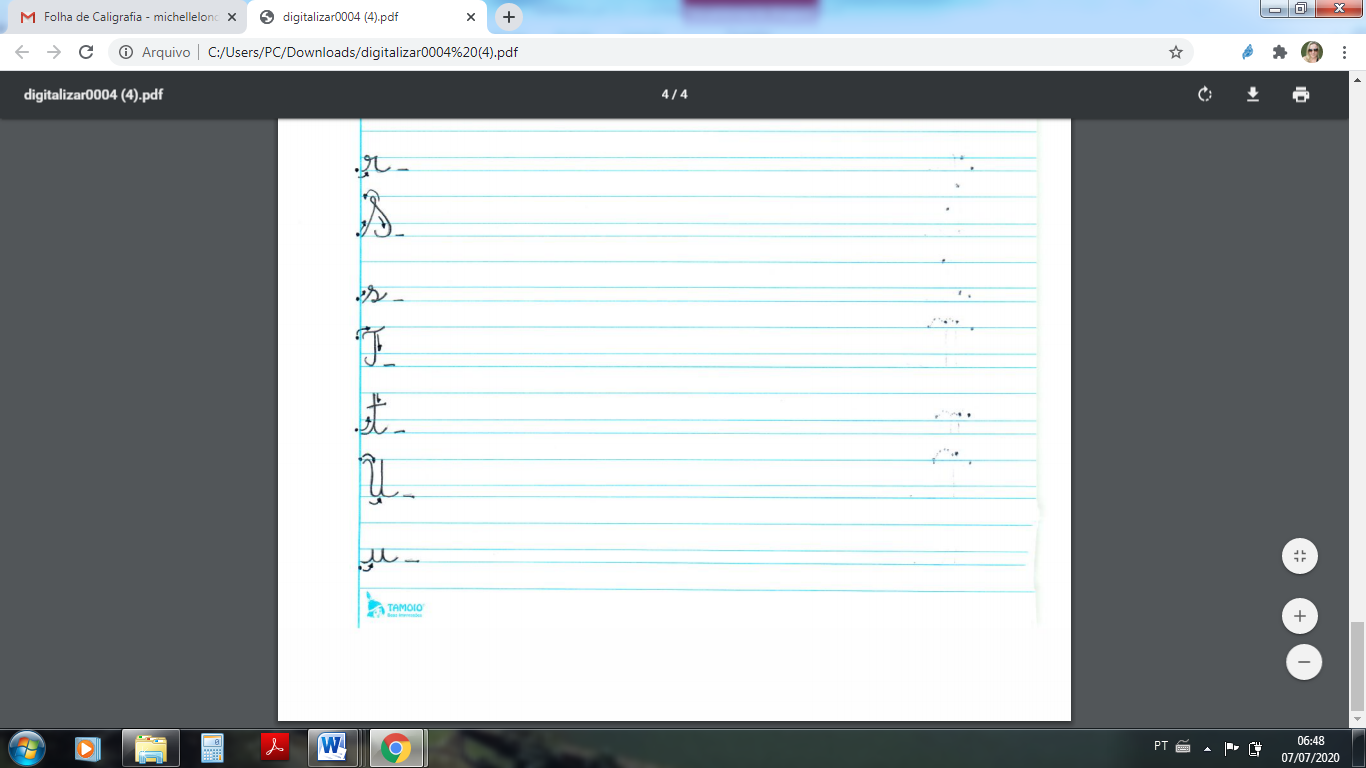 Folha de Caligrafia - michellelonc
digitalizar0004 (4).pdf
Arquivo
C:/Users/PC/Downloads/digitalizar0004%20(4).pdf
digitalizar0004 (4).pdf
4 / 4
r -
S -
s -
T -
t -
U -
u -
TAMOIO
PT
06:48
07/07/2020